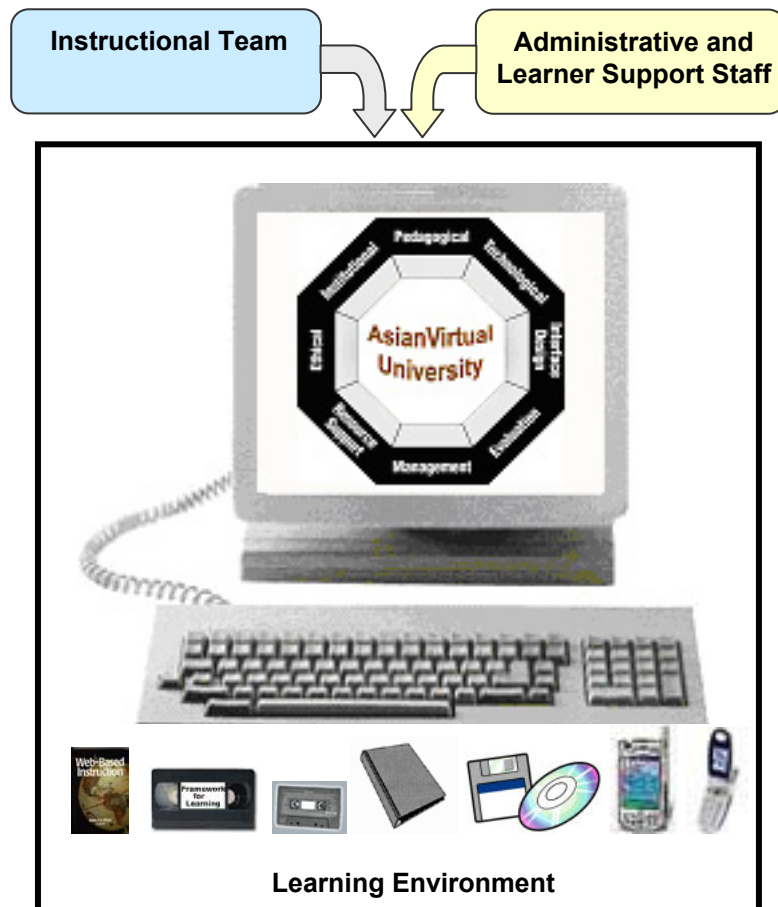 Instructional Team
Administrative and
Learner Support Staff
Pedagogical
Technological
Interface
Design
Evaluation
Management
Resource
Support
Ethical
Institutional
AsianVirtual
University
Web-Based
Instruction
Framework
for
Learning
Learning Environment